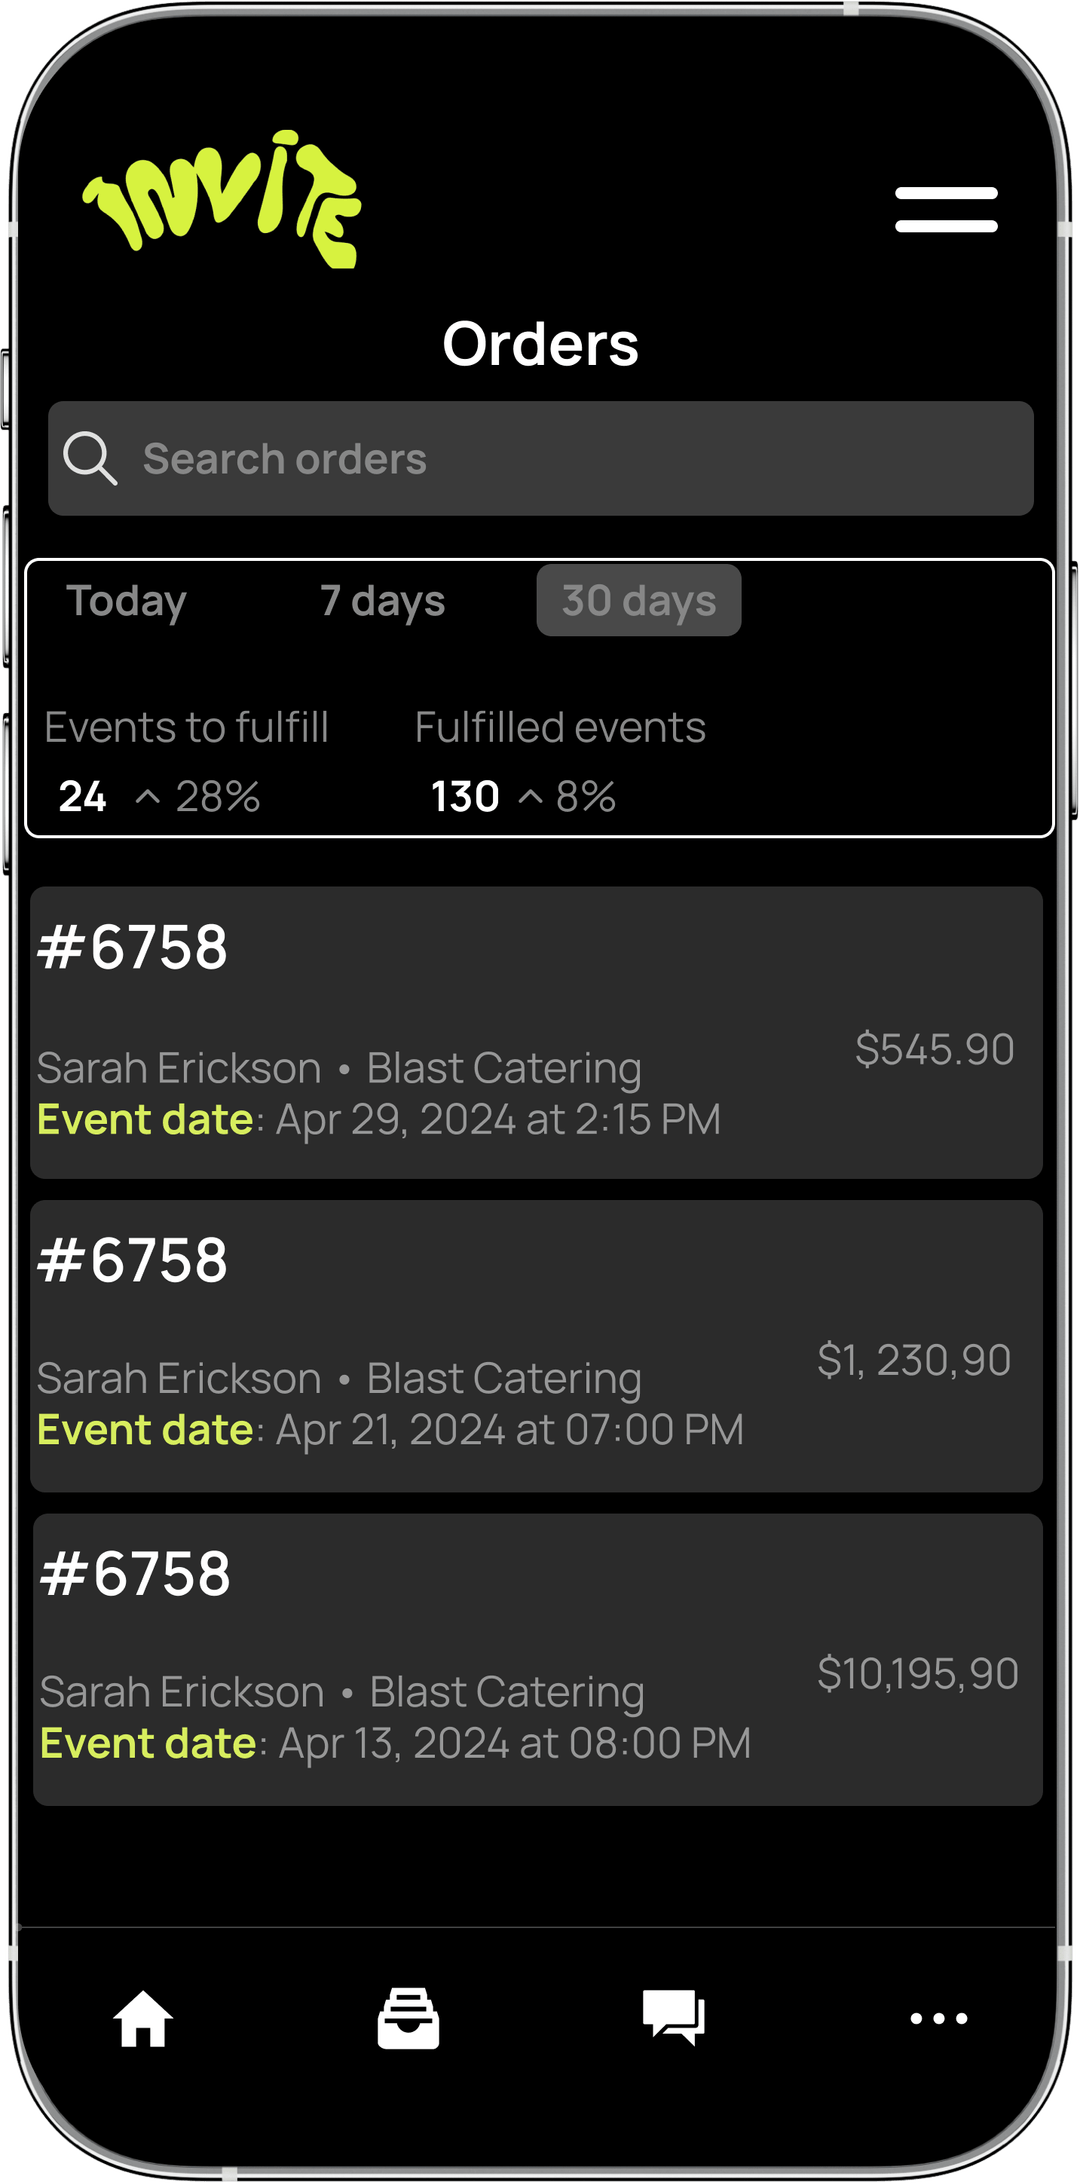 INVITE
Orders
Search orders
Today 7 days 30 days
Events to fulfill Fulfilled events
24 28% 130 8%
#6758
$545.90
Sarah Erickson • Blast Catering
Event date: Apr 29, 2024 at 2:15 PM
#6758
$1, 230,90
Sarah Erickson • Blast Catering
Event date: Apr 21, 2024 at 07:00 PM
#6758
$10,195,90
Sarah Erickson • Blast Catering
Event date: Apr 13, 2024 at 08:00 PM